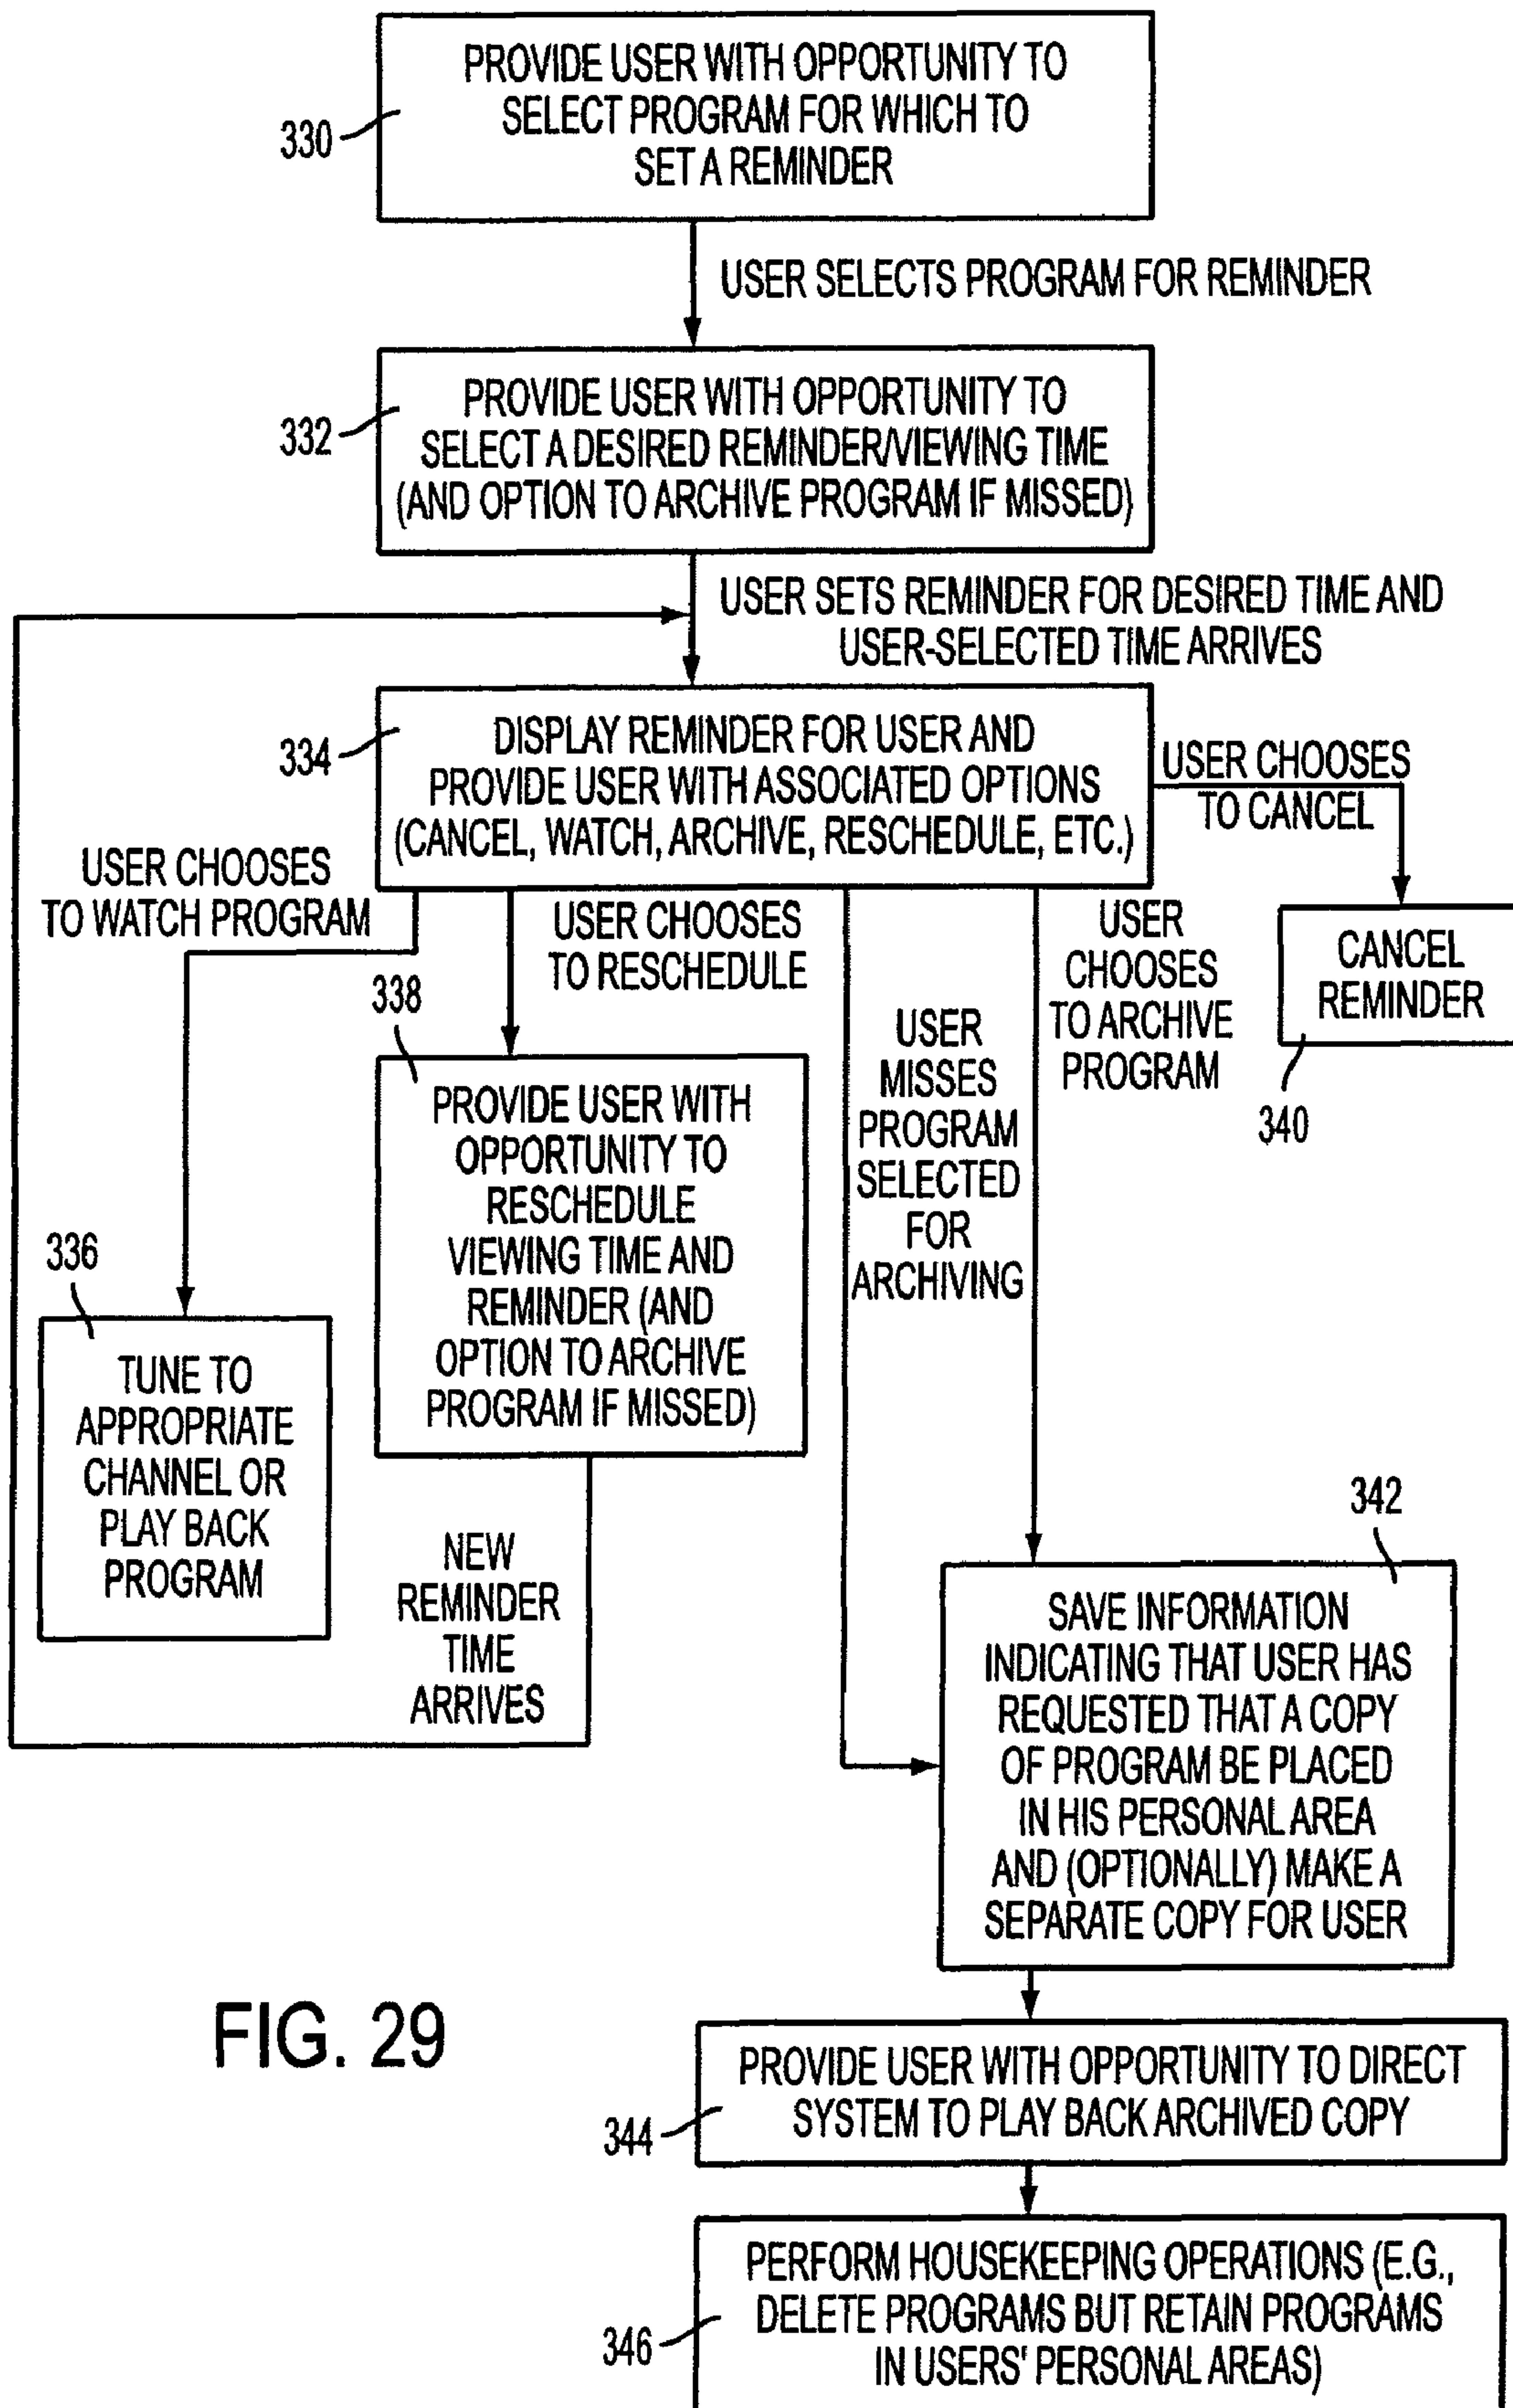 PROVIDE USER WITH OPPORTUNITY TO
SELECT PROGRAM FOR WHICH TO
SET A REMINDER
330
USER SELECTS PROGRAM FOR REMINDER
PROVIDE USER WITH OPPORTUNITY TO
SELECT A DESIRED REMINDER/VIEWING TIME
(AND OPTION TO ARCHIVE PROGRAM IF MISSED)
332
USER SETS REMINDER FOR DESIRED TIME AND
USER-SELECTED TIME ARRIVES
DISPLAY REMINDER FOR USER AND
PROVIDE USER WITH ASSOCIATED OPTIONS
(CANCEL, WATCH, ARCHIVE, RESCHEDULE, ETC.)
334
USER CHOOSES
TO CANCEL
CANCEL
REMINDER
340
USER CHOOSES
TO WATCH PROGRAM
336
TUNE TO
APPROPRIATE
CHANNEL OR
PLAY BACK
PROGRAM
USER CHOOSES
TO RESCHEDULE
338
PROVIDE USER WITH
OPPORTUNITY TO
RESCHEDULE
VIEWING TIME AND
REMINDER (AND
OPTION TO ARCHIVE
PROGRAM IF MISSED)
NEW
REMINDER
TIME
ARRIVES
USER
MISSES
PROGRAM
SELECTED
FOR
ARCHIVING
USER
CHOOSES
TO ARCHIVE
PROGRAM
342
SAVE INFORMATION
INDICATING THAT USER HAS
REQUESTED THAT A COPY
OF PROGRAM BE PLACED
IN HIS PERSONAL AREA
AND (OPTIONALLY) MAKE A
SEPARATE COPY FOR USER
PROVIDE USER WITH OPPORTUNITY TO DIRECT
SYSTEM TO PLAY BACK ARCHIVED COPY
344
PERFORM HOUSEKEEPING OPERATIONS (E.G.,
DELETE PROGRAMS BUT RETAIN PROGRAMS
IN USERS' PERSONAL AREAS)
346
FIG. 29